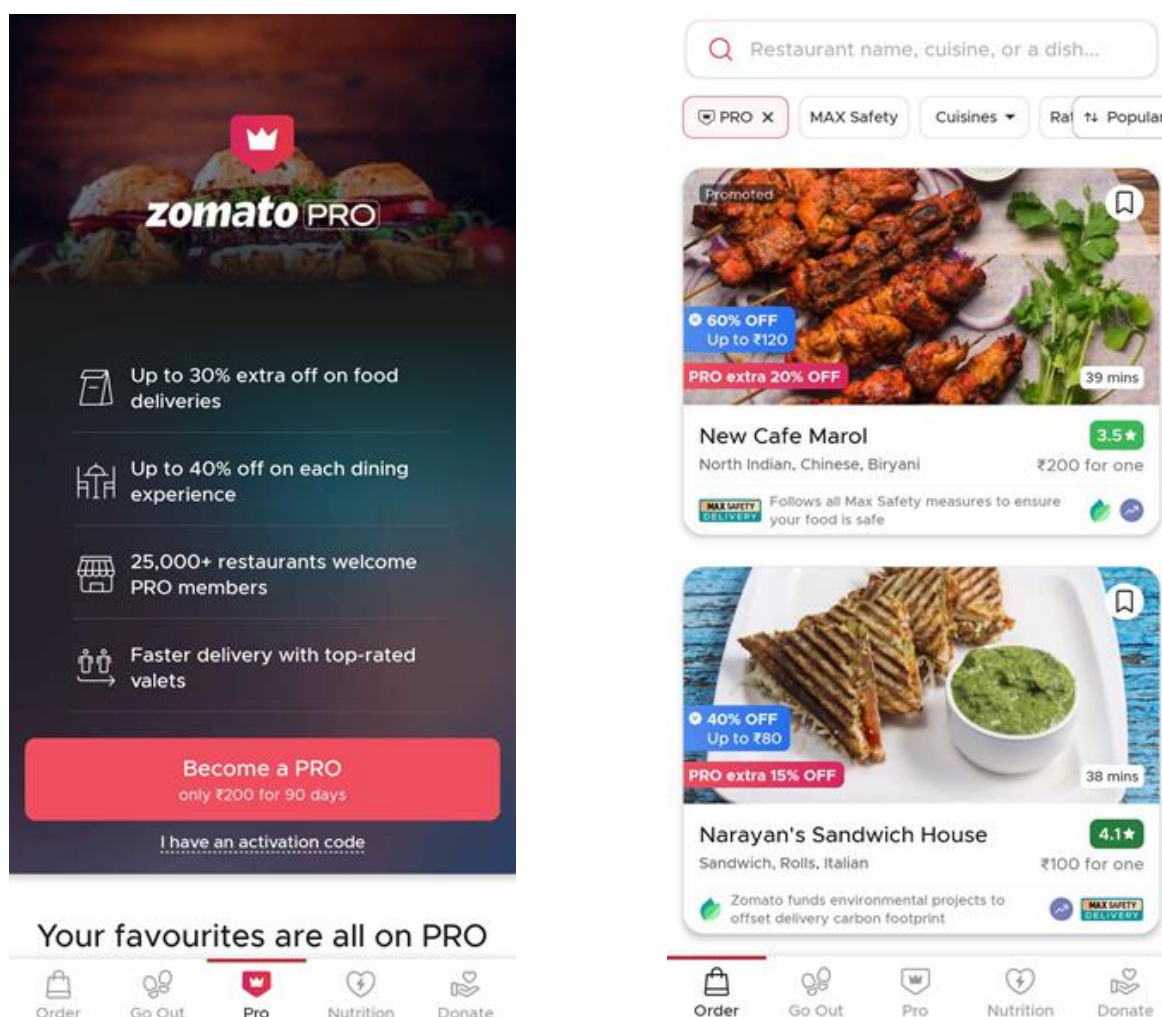 zomato PRO
Up to 30% extra off on food
deliveries
Up to 40% off on each dining
experience
25,000+ restaurants welcome
PRO members
Faster delivery with top-rated
valets
Become a PRO
only ₹200 for 90 days
I have an activation code
Your favourites are all on PRO
Order Go Out Pro Nutrition Donate
Restaurant name, cuisine, or a dish...
PRO MAX Safety Cuisines Rat Popular
Promoted
60% OFF
Up to ₹120
PRO extra 20% OFF
39 mins
New Cafe Marol 3.5★
North Indian, Chinese, Biryani ₹200 for one
MAX SAFETY
DELIVERY
Follows all Max Safety measures to ensure
your food is safe
40% OFF
Up to ₹80
PRO extra 15% OFF
38 mins
Narayan's Sandwich House 4.1★
Sandwich, Rolls, Italian ₹100 for one
Zomato funds environmental projects to
offset delivery carbon footprint
MAX SAFETY
DELIVERY
Order Go Out Pro Nutrition Donate